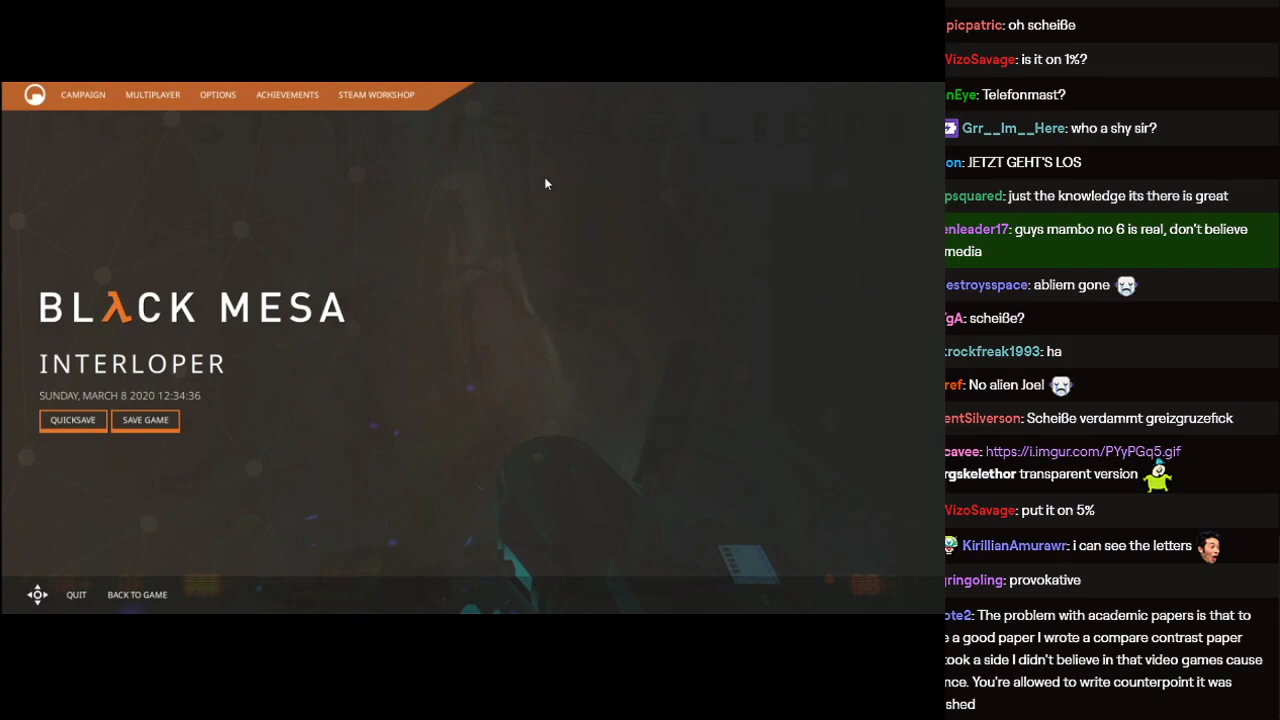 CAMPAIGN MULTIPLAYER OPTIONS ACHIEVEMENTS STEAM WORKSHOP
BLλCK MESA
INTERLOPER
SUNDAY, MARCH 8 2020 12:34:36
QUICKSAVE SAVE GAME
QUIT BACK TO GAME
picpatric: oh scheiße
VizoSavage: is it on 1%?
nEye: Telefonmast?
Grr__Im__Here: who a shy sir?
on: JETZT GEHT'S LOS
psquared: just the knowledge its there is great
enleader17: guys mambo no 6 is real, don't believe
media
estroysspace: abliem gone
YgA: scheiße?
krockfreak1993: ha
ref: No alien Joel
entSilverson: Scheiße verdammt greizgruzefick
cavee: https://i.imgur.com/PYyPGq5.gif
rgskelethor transparent version
VizoSavage: put it on 5%
KirillianAmurawr: i can see the letters
gringoling: provokative
ote2: The problem with academic papers is that to
e a good paper I wrote a compare contrast paper
took a side I didn't believe in that video games cause
nce. You're allowed to write counterpoint it was
shed